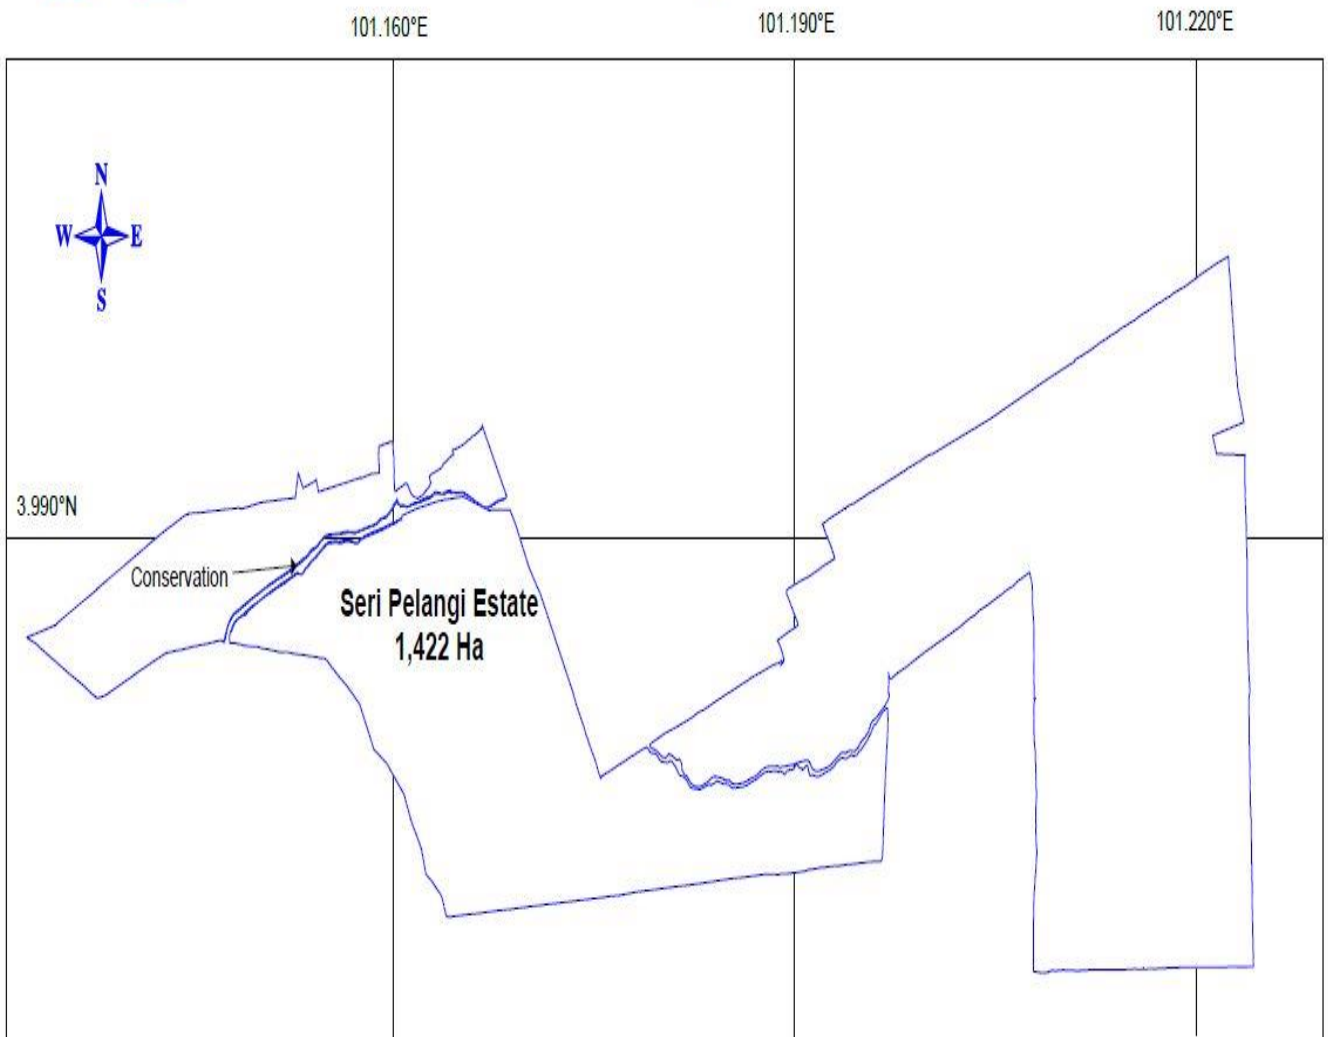 101.160°E
101.190°E
101.220°E
N
W E
S
3.990°N
Conservation
Seri Pelangi Estate
1,422 Ha